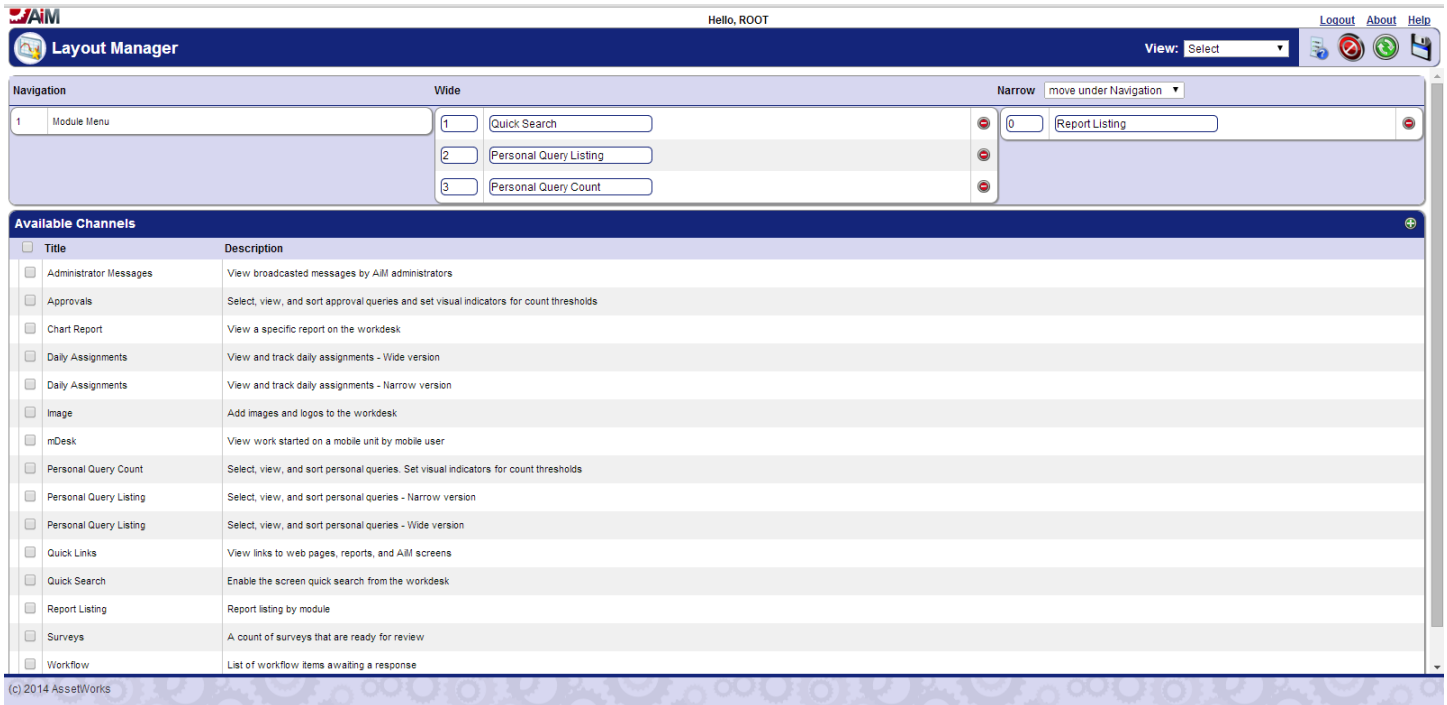 AiM
Hello, ROOT
Logout About Help
Layout Manager
View: Select
Navigation Wide Narrow move under Navigation
1 Module Menu 1 Quick Search 0 Report Listing
2 Personal Query Listing
3 Personal Query Count
Available Channels
Title Description
Administrator Messages View broadcasted messages by AiM administrators
Approvals Select, view, and sort approval queries and set visual indicators for count thresholds
Chart Report View a specific report on the workdesk
Daily Assignments View and track daily assignments - Wide version
Daily Assignments View and track daily assignments - Narrow version
Image Add images and logos to the workdesk
mDesk View work started on a mobile unit by mobile user
Personal Query Count Select, view, and sort personal queries. Set visual indicators for count thresholds
Personal Query Listing Select, view, and sort personal queries - Narrow version
Personal Query Listing Select, view, and sort personal queries - Wide version
Quick Links View links to web pages, reports, and AiM screens
Quick Search Enable the screen quick search from the workdesk
Report Listing Report listing by module
Surveys A count of surveys that are ready for review
Workflow List of workflow items awaiting a response
(c) 2014 AssetWorks